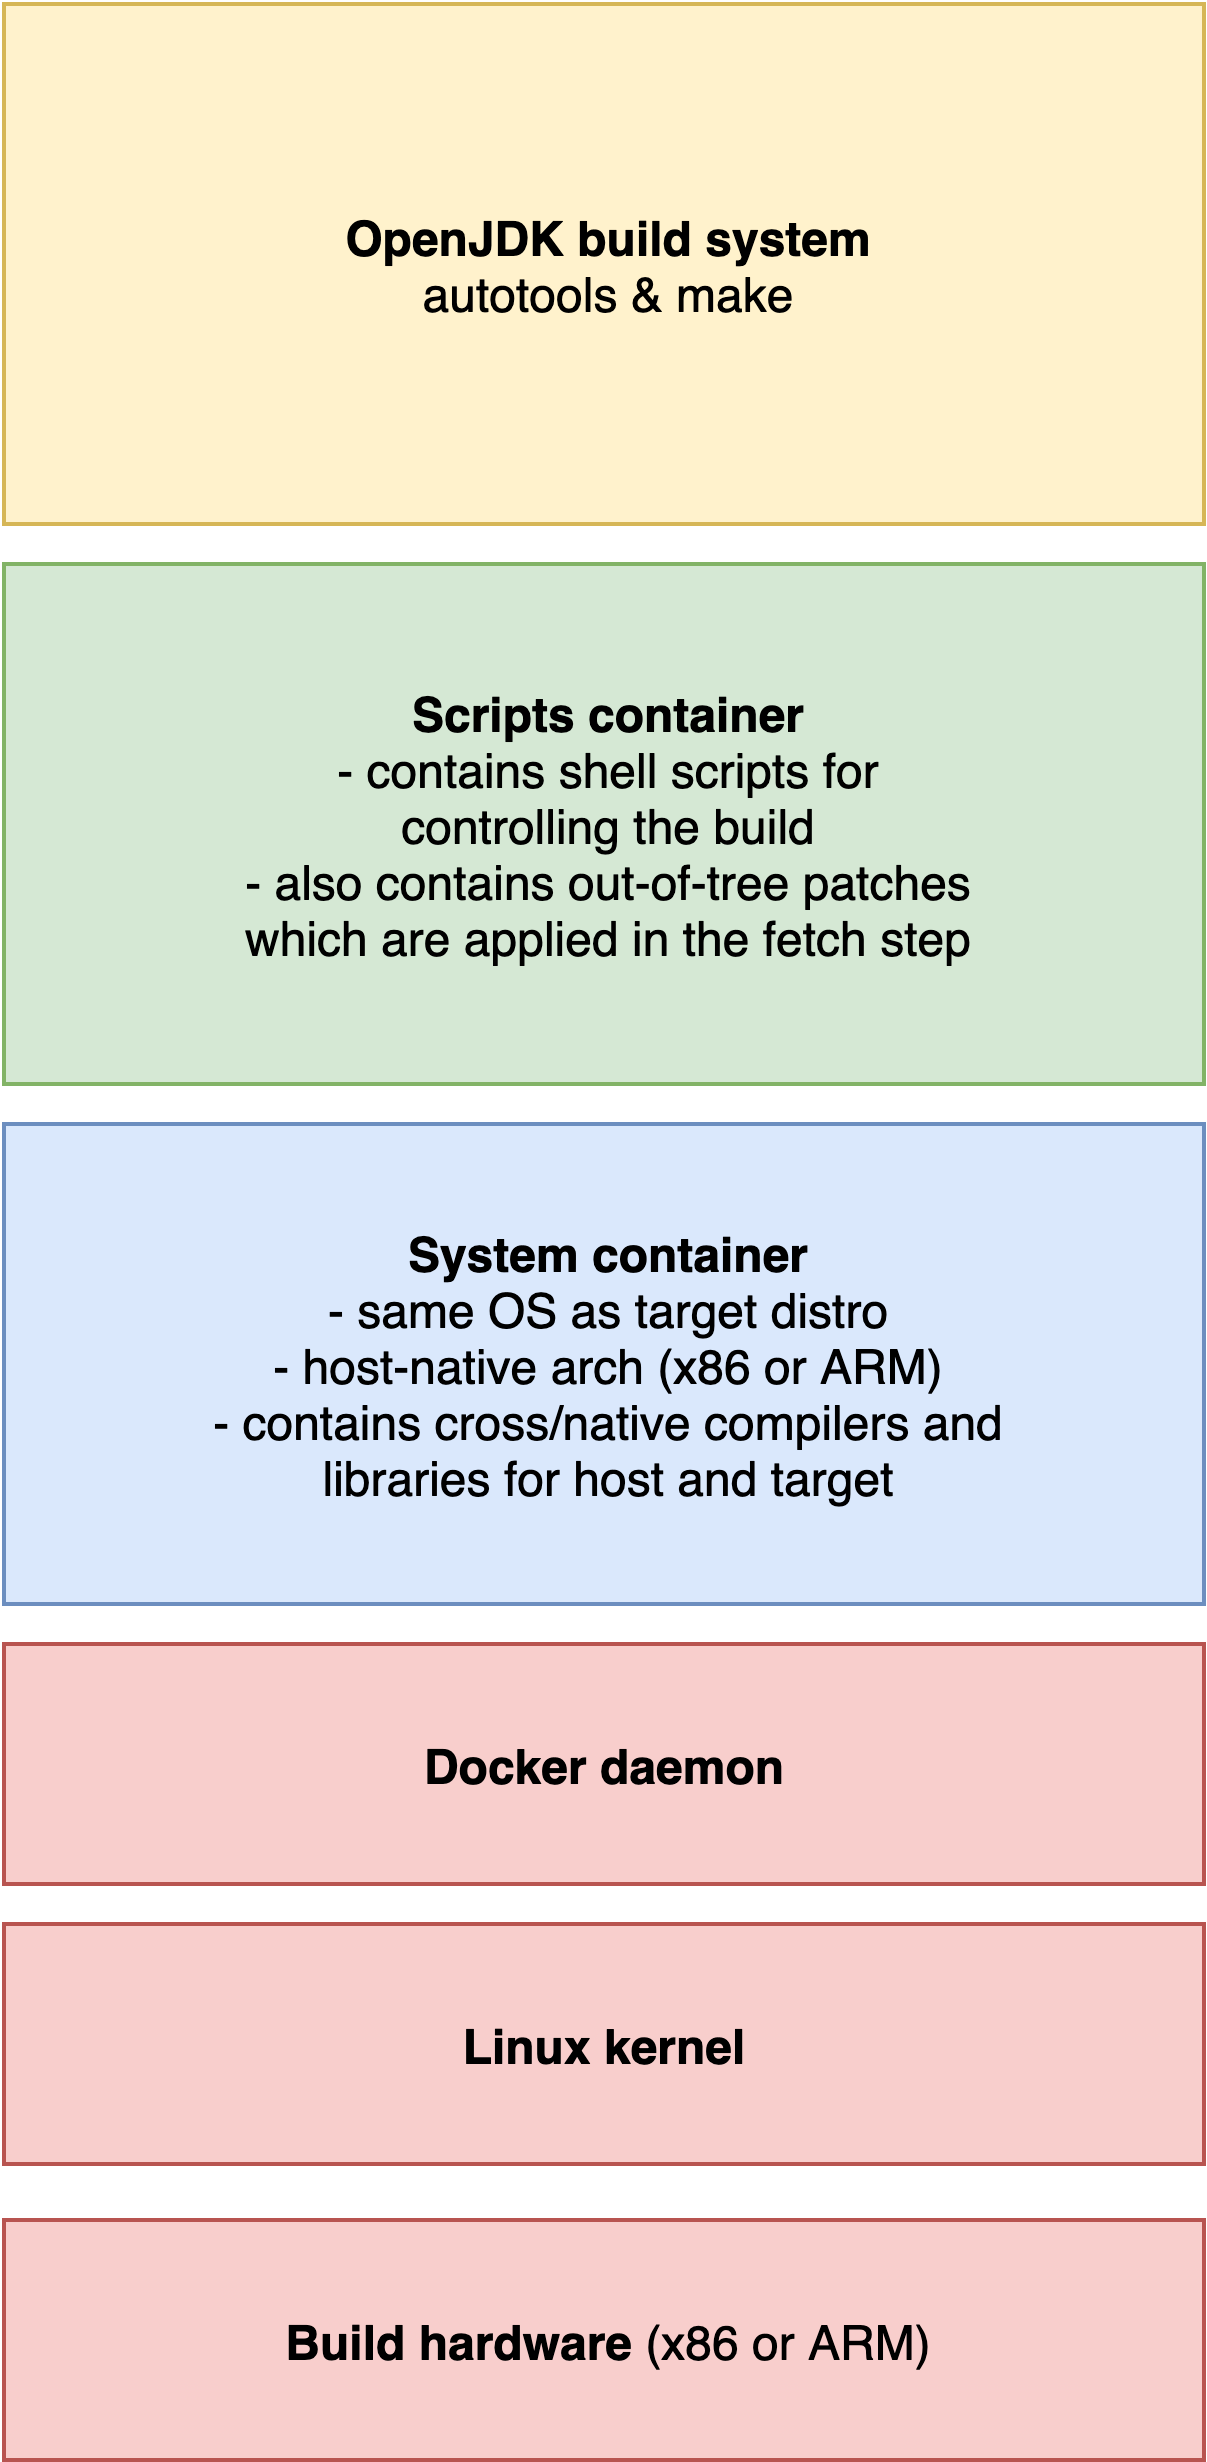 OpenJDK build system
autotools & make
Scripts container
- contains shell scripts for
controlling the build
- also contains out-of-tree patches
which are applied in the fetch step
System container
- same OS as target distro
- host-native arch (x86 or ARM)
- contains cross/native compilers and
libraries for host and target
Docker daemon
Linux kernel
Build hardware (x86 or ARM)